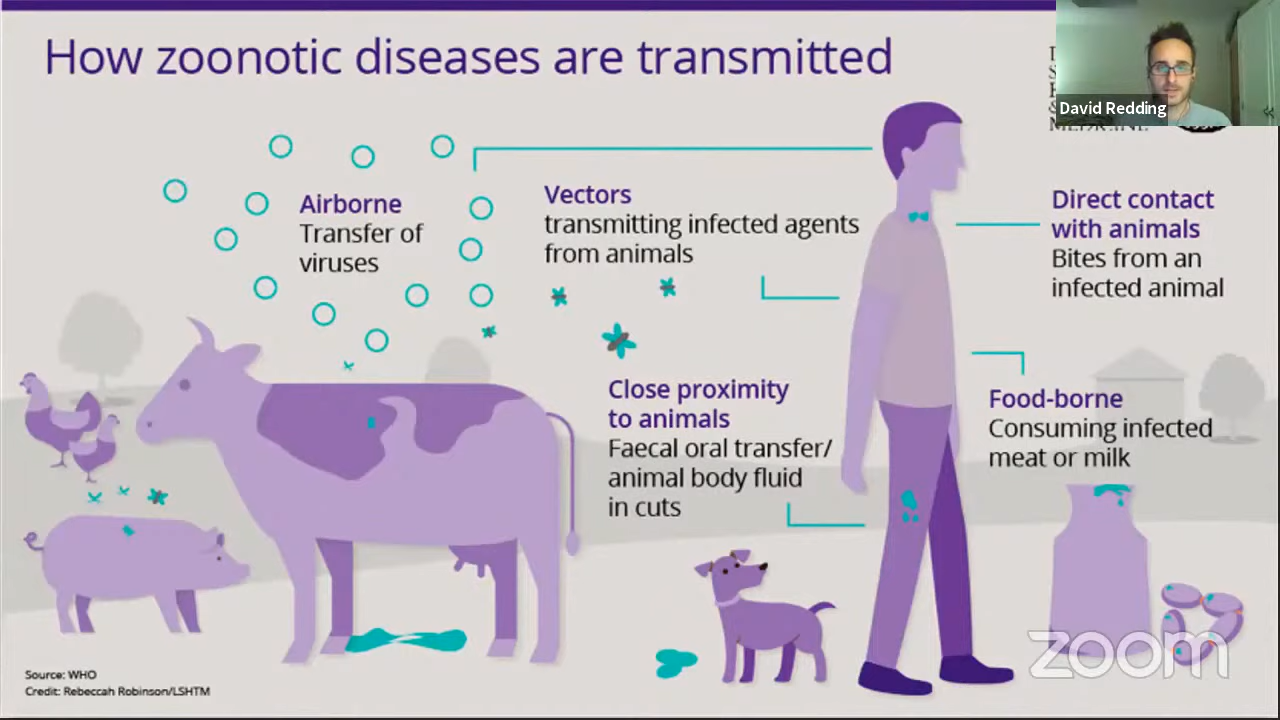 How zoonotic diseases are transmitted
David Redding
MEDICINE
Airborne
Transfer of
viruses
Vectors
transmitting infected agents
from animals
Direct contact
with animals
Bites from an
infected animal
Close proximity
to animals
Faecal oral transfer/
animal body fluid
in cuts
Food-borne
Consuming infected
meat or milk
Source: WHO
Credit: Rebeccah Robinson/LSHTM
zoom